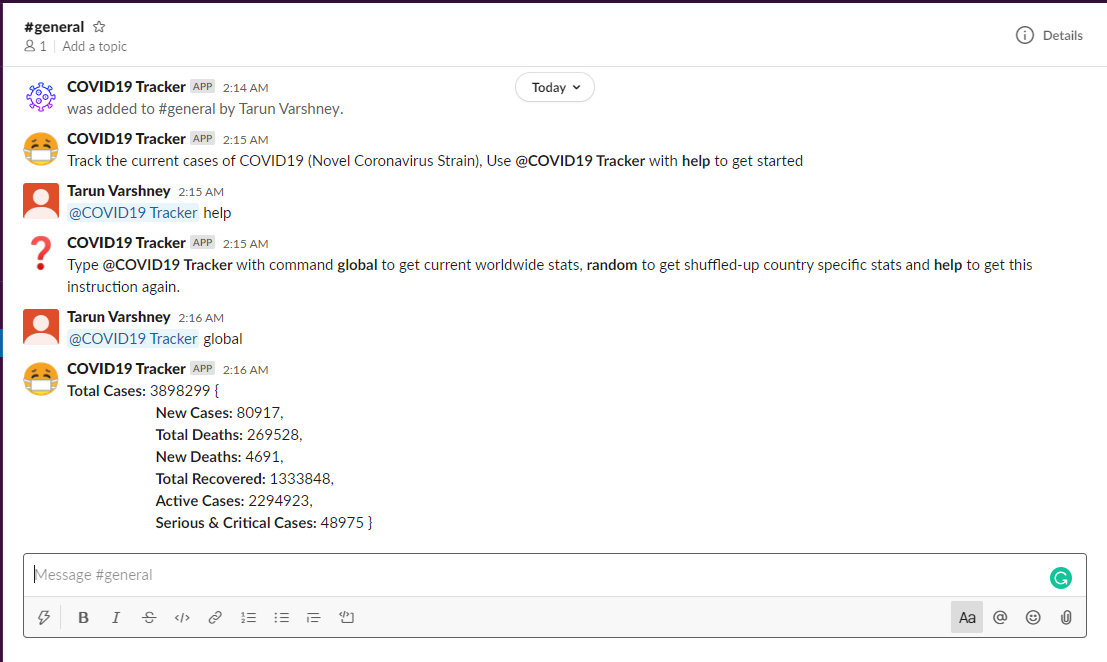 #general
1 Add a topic
Details
Today
COVID19 Tracker APP 2:14 AM
was added to #general by Tarun Varshney.
COVID19 Tracker APP 2:15 AM
Track the current cases of COVID19 (Novel Coronavirus Strain), Use @COVID19 Tracker with help to get started
Tarun Varshney 2:15 AM
@COVID19 Tracker help
COVID19 Tracker APP 2:15 AM
Type @COVID19 Tracker with command global to get current worldwide stats, random to get shuffled-up country specific stats and help to get this
instruction again.
Tarun Varshney 2:16 AM
@COVID19 Tracker global
COVID19 Tracker APP 2:16 AM
Total Cases: 3898299 {
New Cases: 80917,
Total Deaths: 269528,
New Deaths: 4691,
Total Recovered: 1333848,
Active Cases: 2294923,
Serious & Critical Cases: 48975 }
Message #general
B I S </> Aa @